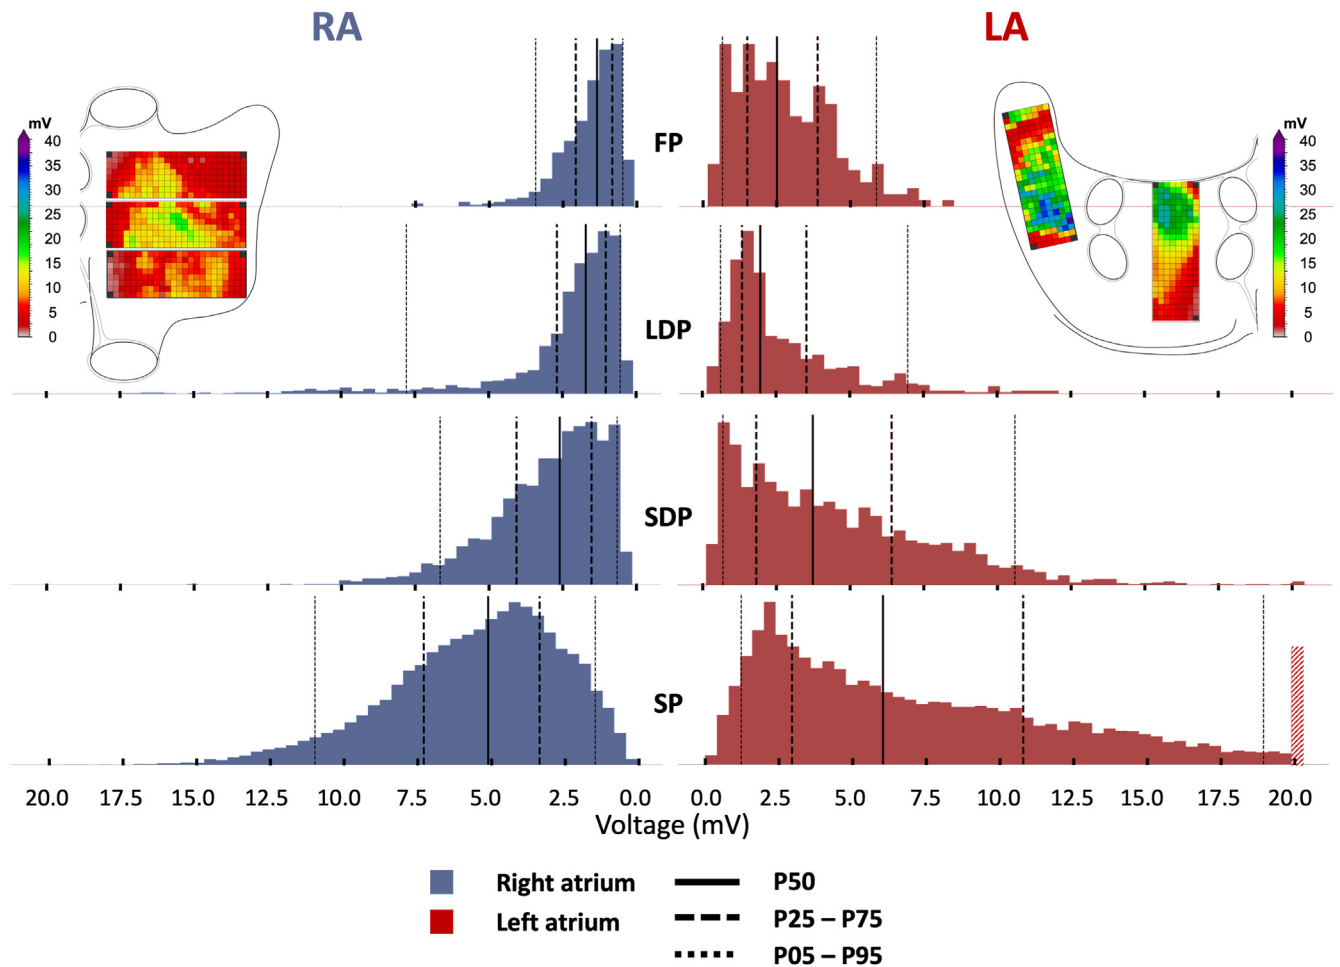 RA
LA
mV
40
35
30
25
20
15
10
5
0
mV
40
35
30
25
20
15
10
5
0
FP
LDP
SDP
SP
20.0 17.5 15.0 12.5 10.0 7.5 5.0 2.5 0.0 0.0 2.5 5.0 7.5 10.0 12.5 15.0 17.5 20.0
Voltage (mV)
Right atrium
Left atrium
P50
P25 – P75
P05 – P95